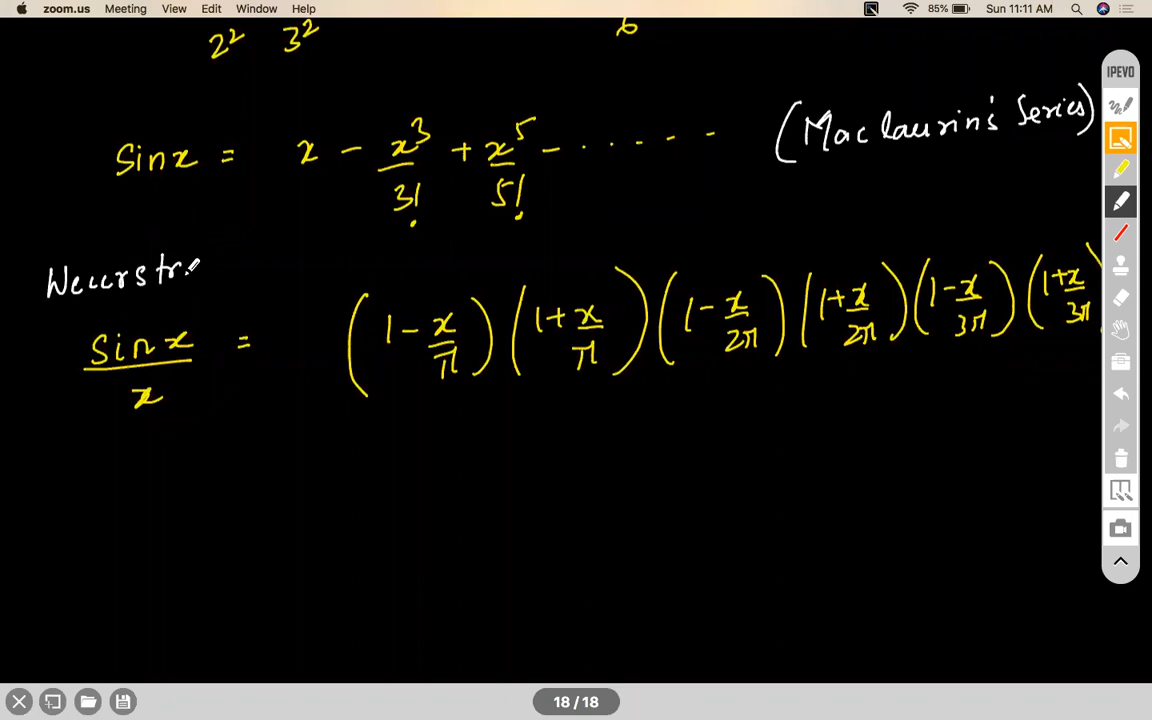 zoom.us Meeting View Edit Window Help 85% Sun 11:11 AM
2² 3² 6
IPEVO
Sinx = x - x³/3! + x⁵/5! - ······ (Maclaurin's Series)
Weierstr
sinx/x = (1 - x/π)(1 + x/π)(1 - x/2π)(1 + x/2π)(1 - x/3π)(1 + x/3π)
18 / 18